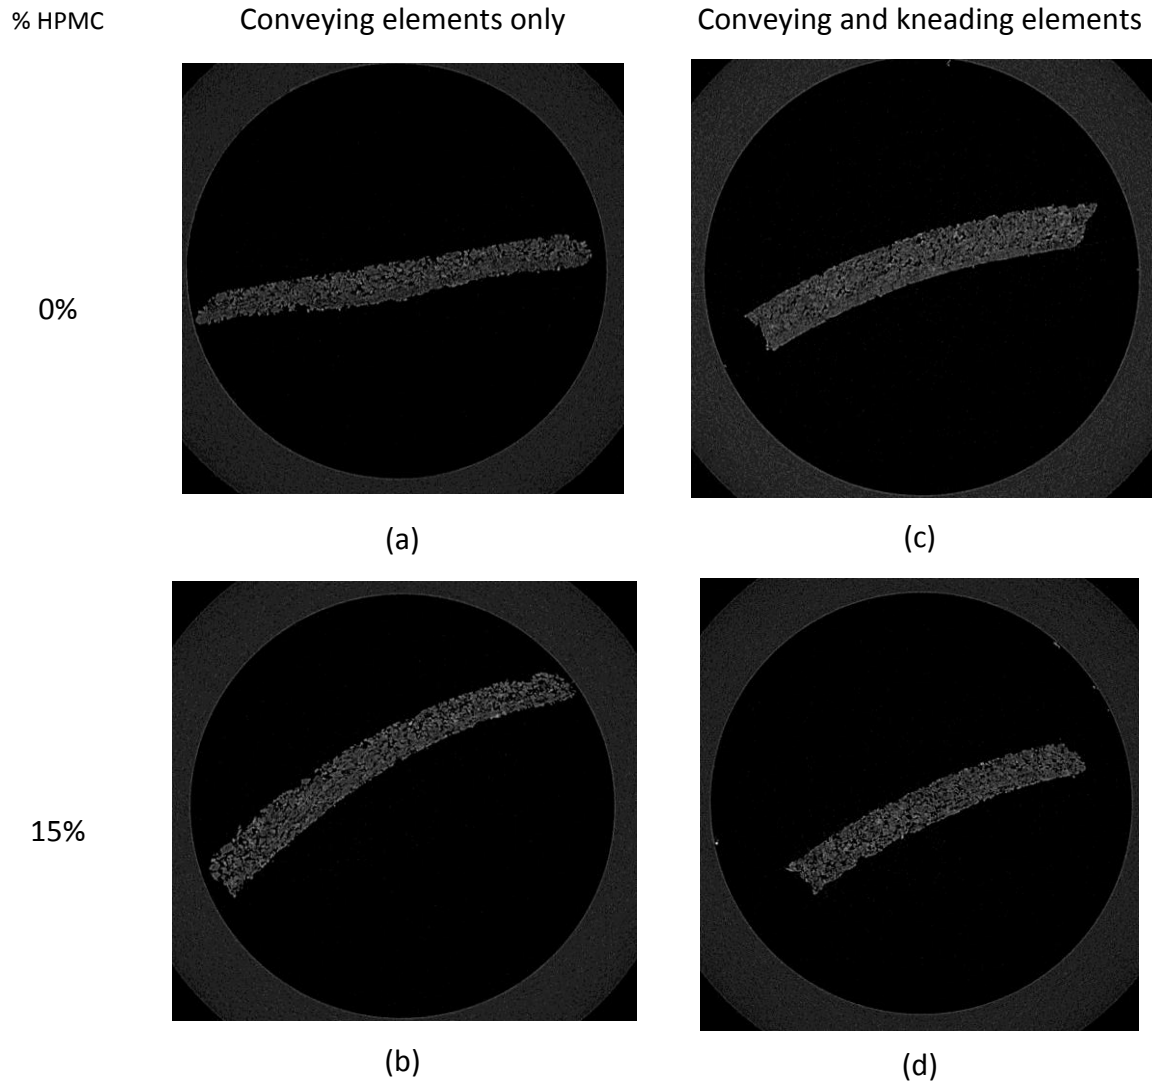 % HPMC
Conveying elements only
Conveying and kneading elements
0%
(a)
(c)
15%
(b)
(d)